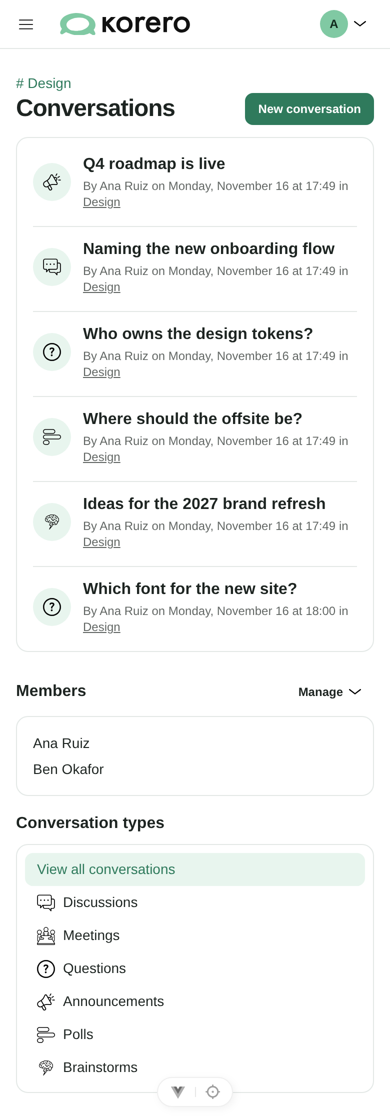 korero
A
# Design
Conversations
New conversation
Q4 roadmap is live
By Ana Ruiz on Monday, November 16 at 17:49 in
Design
Naming the new onboarding flow
By Ana Ruiz on Monday, November 16 at 17:49 in
Design
Who owns the design tokens?
By Ana Ruiz on Monday, November 16 at 17:49 in
Design
Where should the offsite be?
By Ana Ruiz on Monday, November 16 at 17:49 in
Design
Ideas for the 2027 brand refresh
By Ana Ruiz on Monday, November 16 at 17:49 in
Design
Which font for the new site?
By Ana Ruiz on Monday, November 16 at 18:00 in
Design
Members
Manage
Ana Ruiz
Ben Okafor
Conversation types
View all conversations
Discussions
Meetings
Questions
Announcements
Polls
Brainstorms